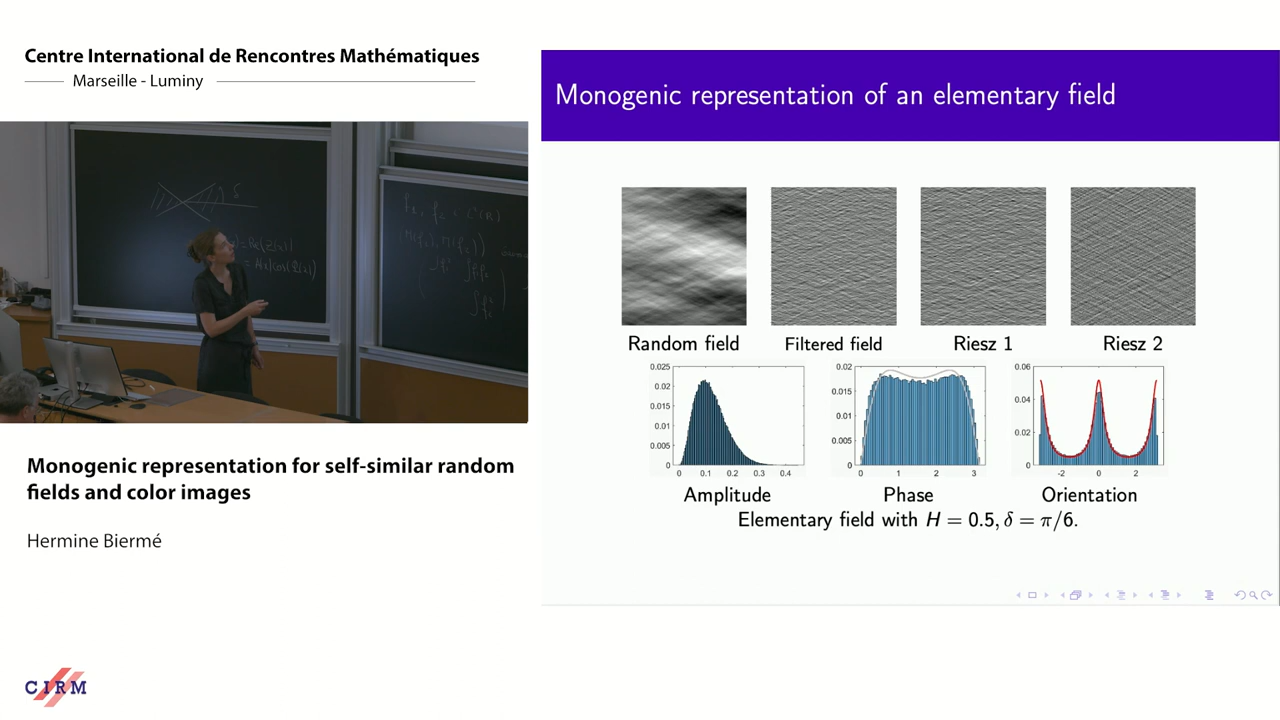 Centre International de Rencontres Mathématiques
Marseille - Luminy
Monogenic representation for self-similar random
fields and color images
Hermine Biermé
CIRM
Monogenic representation of an elementary field
Random field
Filtered field
Riesz 1
Riesz 2
0.025
0.02
0.015
0.01
0.005
0
0 0.1 0.2 0.3 0.4
Amplitude
0.02
0.015
0.01
0.005
0
0 1 2 3
Phase
0.06
0.04
0.02
0
-2 0 2
Orientation
Elementary field with H = 0.5, δ = π/6.